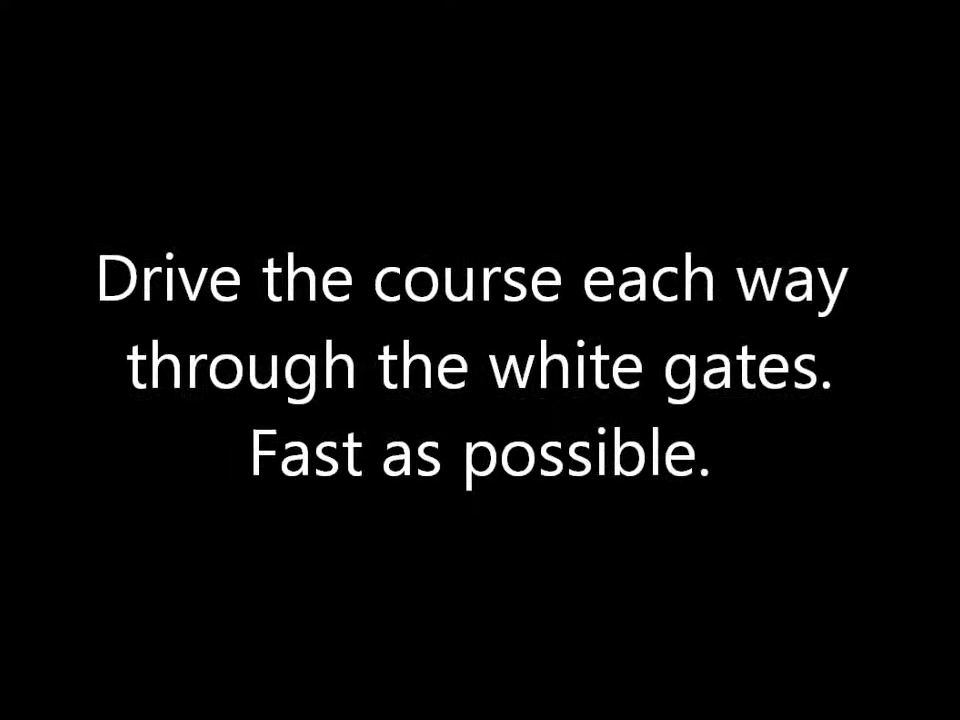 Drive the course each way
through the white gates.
Fast as possible.